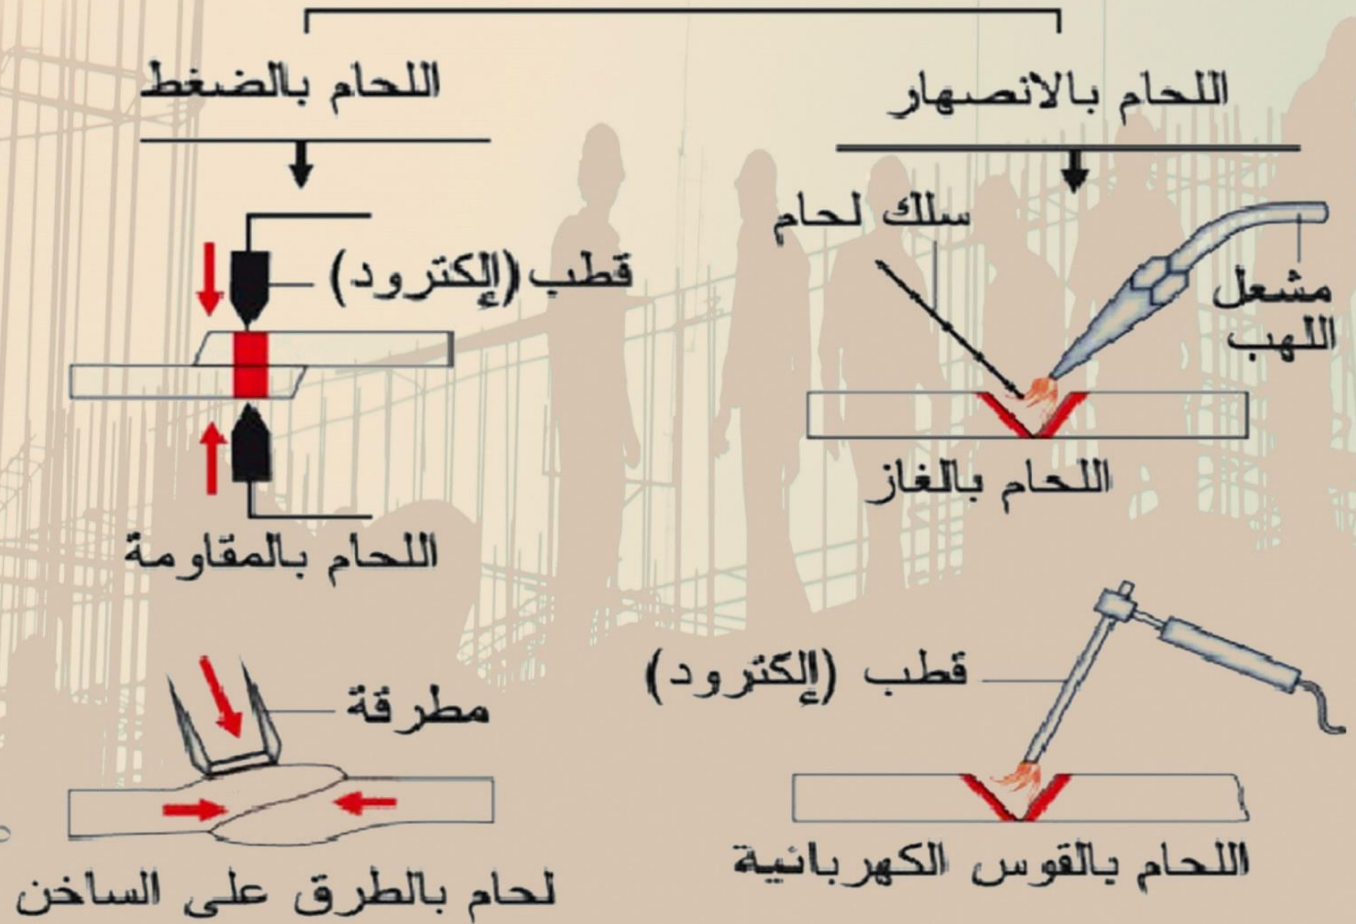 اللحام بالانصهار
سلك لحام
مشعل
اللهب
اللحام بالغاز
قطب (إلكترود)
اللحام بالقوس الكهربائية
اللحام بالضغط
قطب (إلكترود)
اللحام بالمقاومة
مطرقة
لحام بالطرق على الساخن